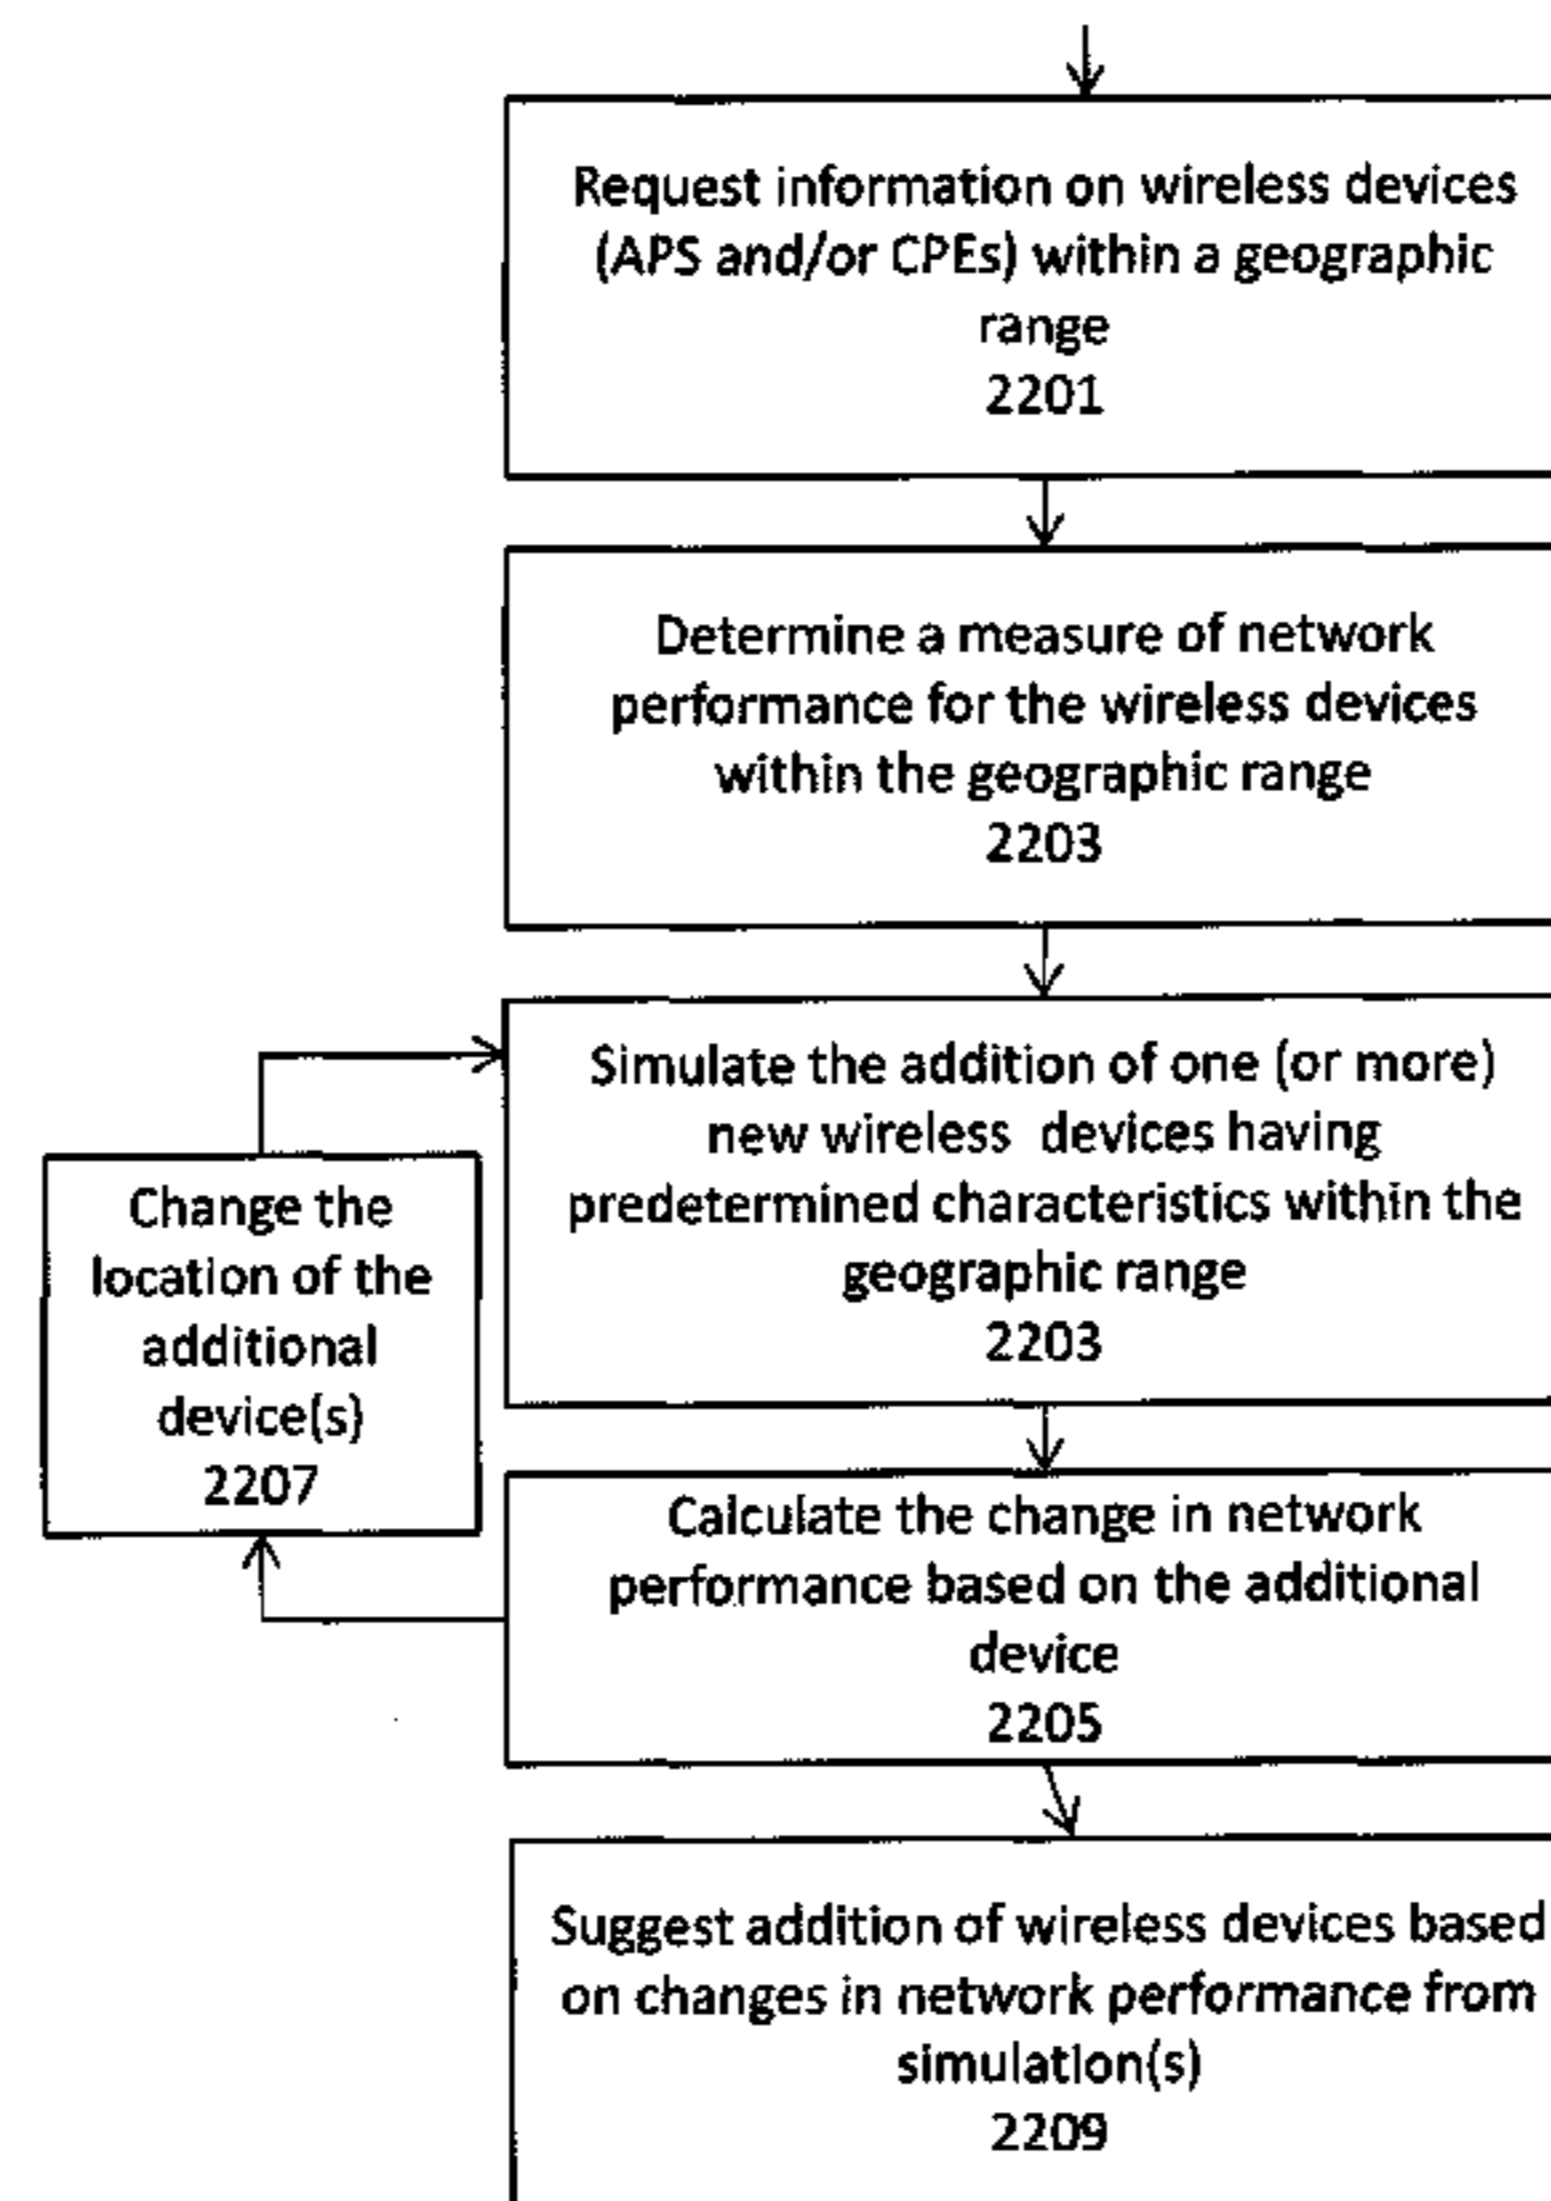 Request information on wireless devices
(APS and/or CPEs) within a geographic
range
2201
Determine a measure of network
performance for the wireless devices
within the geographic range
2203
Simulate the addition of one (or more)
new wireless devices having
predetermined characteristics within the
geographic range
2203
Change the
location of the
additional
device(s)
2207
Calculate the change in network
performance based on the additional
device
2205
Suggest addition of wireless devices based
on changes in network performance from
simulation(s)
2209